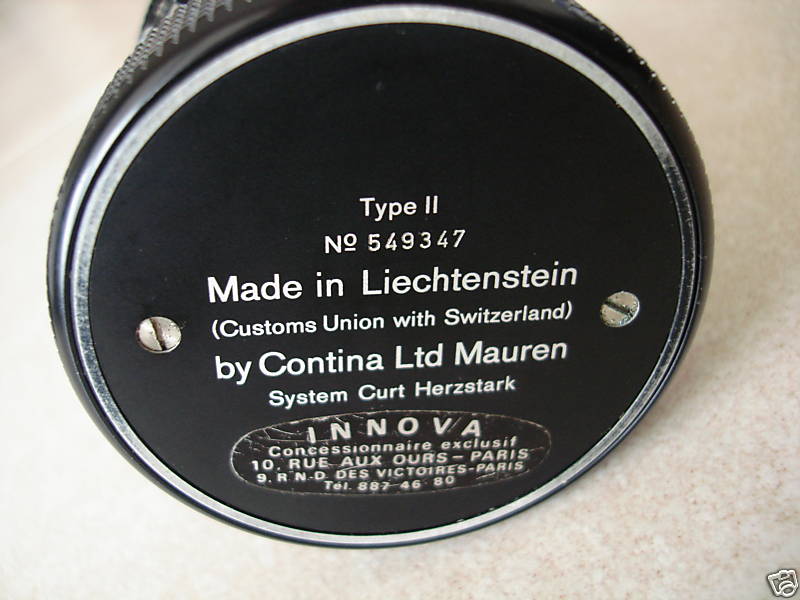 Type II
Nº 549347
Made in Liechtenstein
(Customs Union with Switzerland)
by Contina Ltd Mauren
System Curt Herzstark
INNOVA
Concessionnaire exclusif
10. RUE AUX OURS - PARIS
9. R N-D. DES VICTOIRES-PARIS
Tél. 887 46 80